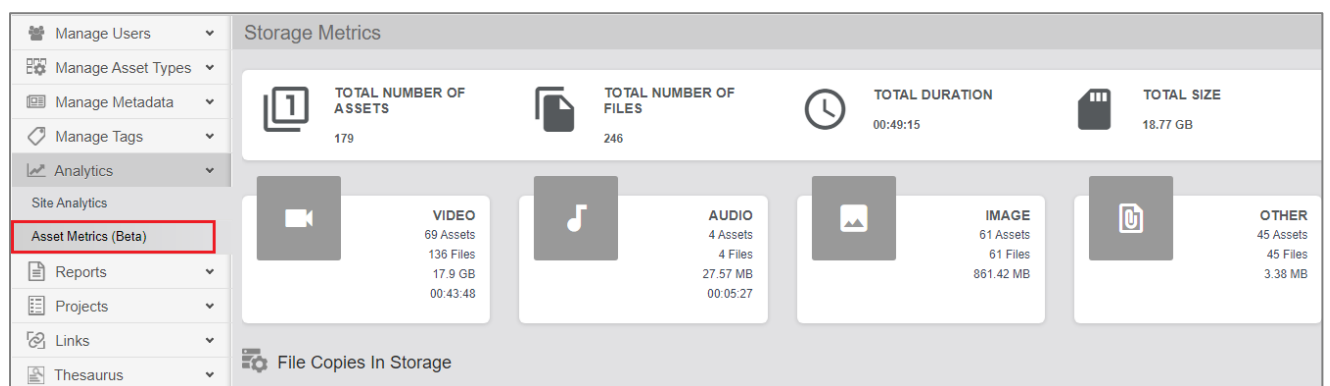 Manage Users
Manage Asset Types
Manage Metadata
Manage Tags
Analytics
Site Analytics
Asset Metrics (Beta)
Reports
Projects
Links
Thesaurus
Storage Metrics
1
TOTAL NUMBER OF
ASSETS
179
TOTAL NUMBER OF
FILES
246
TOTAL DURATION
00:49:15
TOTAL SIZE
18.77 GB
VIDEO
69 Assets
136 Files
17.9 GB
00:43:48
AUDIO
4 Assets
4 Files
27.57 MB
00:05:27
IMAGE
61 Assets
61 Files
861.42 MB
OTHER
45 Assets
45 Files
3.38 MB
File Copies In Storage